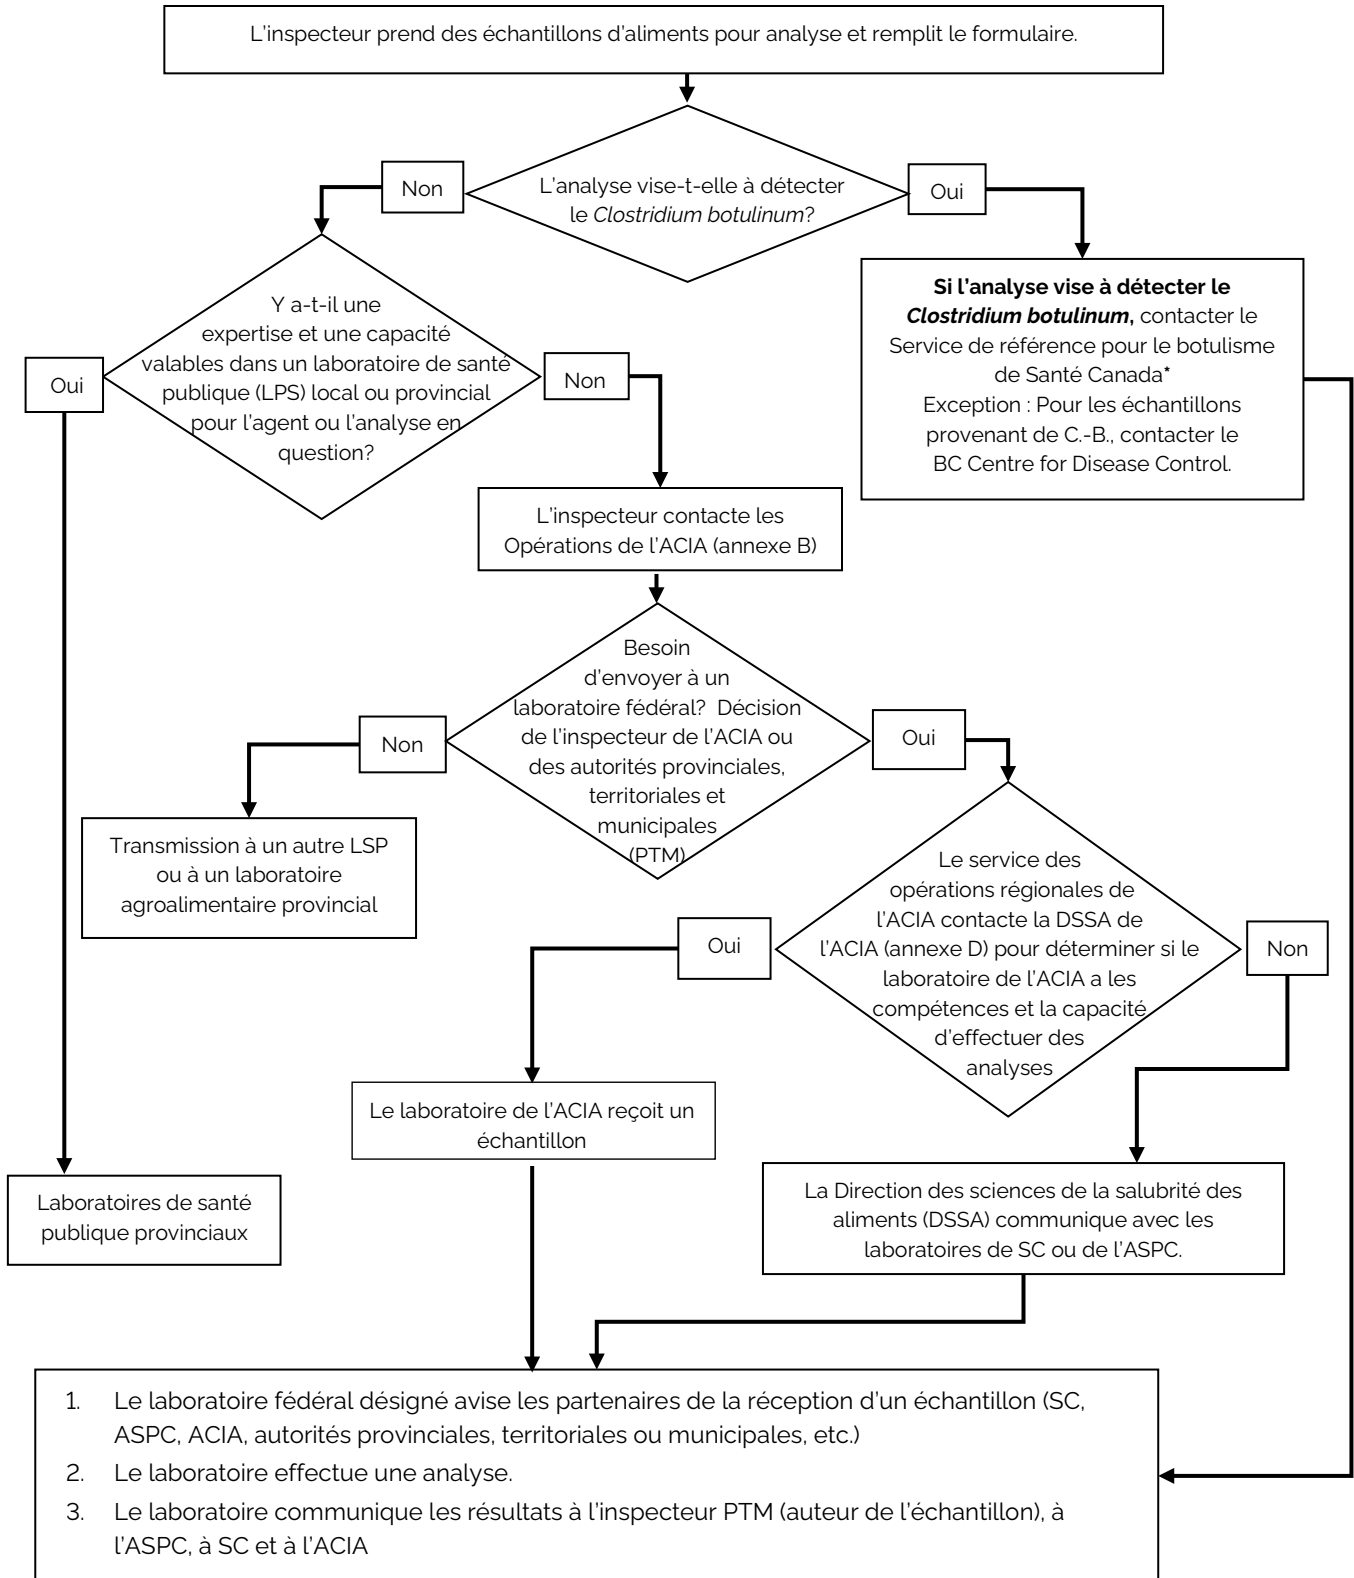 L'inspecteur prend des échantillons d'aliments pour analyse et remplit le formulaire.
L'analyse vise-t-elle à détecter
le Clostridium botulinum?
Non
Oui
Si l'analyse vise à détecter le
Clostridium botulinum, contacter le
Service de référence pour le botulisme
de Santé Canada*
Exception : Pour les échantillons
provenant de C.-B., contacter le
BC Centre for Disease Control.
Y a-t-il une
expertise et une capacité
valables dans un laboratoire de santé
publique (LPS) local ou provincial
pour l'agent ou l'analyse en
question?
Oui
Non
L'inspecteur contacte les
Opérations de l'ACIA (annexe B)
Besoin
d'envoyer à un
laboratoire fédéral?  Décision
de l'inspecteur de l'ACIA ou
des autorités provinciales,
territoriales et
municipales
(PTM)
Non
Oui
Transmission à un autre LSP
ou à un laboratoire
agroalimentaire provincial
Le service des
opérations régionales de
l'ACIA contacte la DSSA de
l'ACIA (annexe D) pour déterminer si le
laboratoire de l'ACIA a les
compétences et la capacité
d'effectuer des
analyses
Oui
Non
Le laboratoire de l'ACIA reçoit un
échantillon
Laboratoires de santé
publique provinciaux
La Direction des sciences de la salubrité des
aliments (DSSA) communique avec les
laboratoires de SC ou de l'ASPC.
1. Le laboratoire fédéral désigné avise les partenaires de la réception d'un échantillon (SC,
ASPC, ACIA, autorités provinciales, territoriales ou municipales, etc.)
2. Le laboratoire effectue une analyse.
3. Le laboratoire communique les résultats à l'inspecteur PTM (auteur de l'échantillon), à
l'ASPC, à SC et à l'ACIA